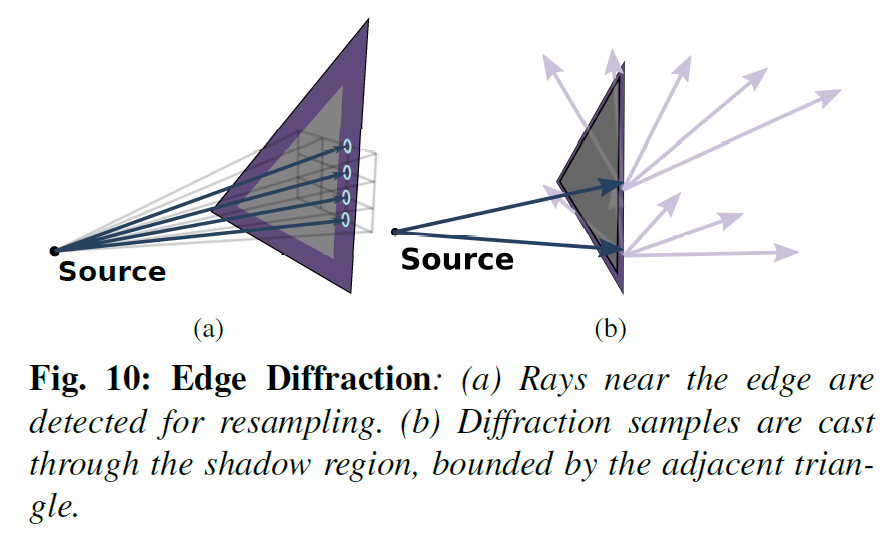 Source
Source
(a)
(b)
Fig. 10: Edge Diffraction: (a) Rays near the edge are
detected for resampling. (b) Diffraction samples are cast
through the shadow region, bounded by the adjacent trian-
gle.